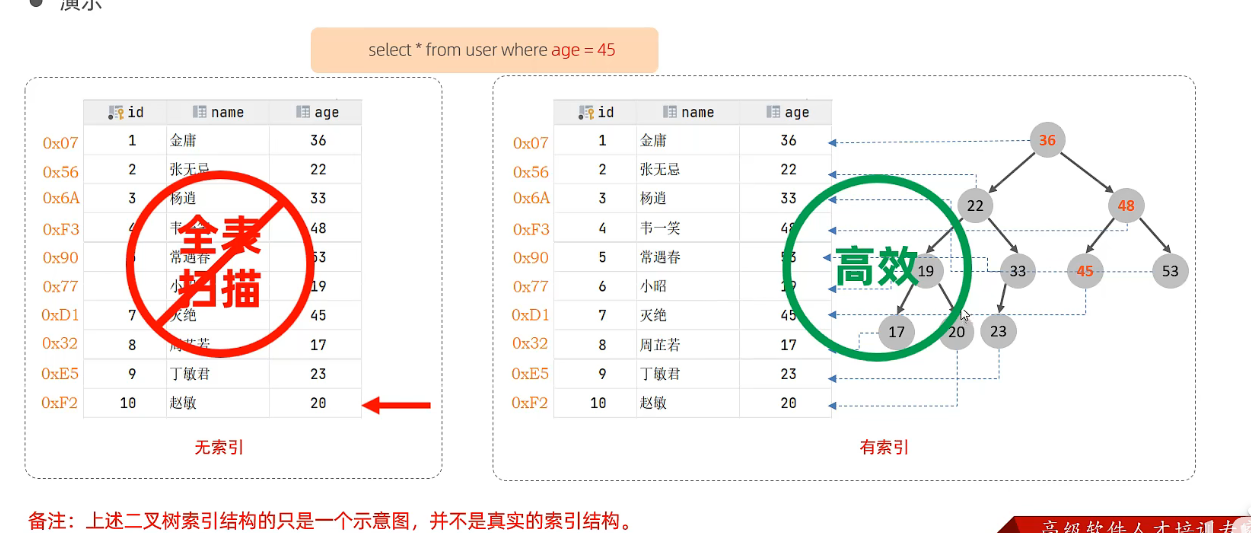 演示
select * from user where age = 45
id name age
0x07 1 金庸 36
0x56 2 张无忌 22
0x6A 3 杨逍 33
0xF3 4 韦一笑 48
0x90 5 常遇春 53
0x77 6 小昭 19
0xD1 7 灭绝 45
0x32 8 周芷若 17
0xE5 9 丁敏君 23
0xF2 10 赵敏 20
全表
扫描
无索引
id name age
0x07 1 金庸 36
0x56 2 张无忌 22
0x6A 3 杨逍 33
0xF3 4 韦一笑 48
0x90 5 常遇春 53
0x77 6 小昭 19
0xD1 7 灭绝 45
0x32 8 周芷若 17
0xE5 9 丁敏君 23
0xF2 10 赵敏 20
高效
36
22 48
19 33 45 53
17 20 23
有索引
备注：上述二叉树索引结构的只是一个示意图，并不是真实的索引结构。
高级软件人才培训专